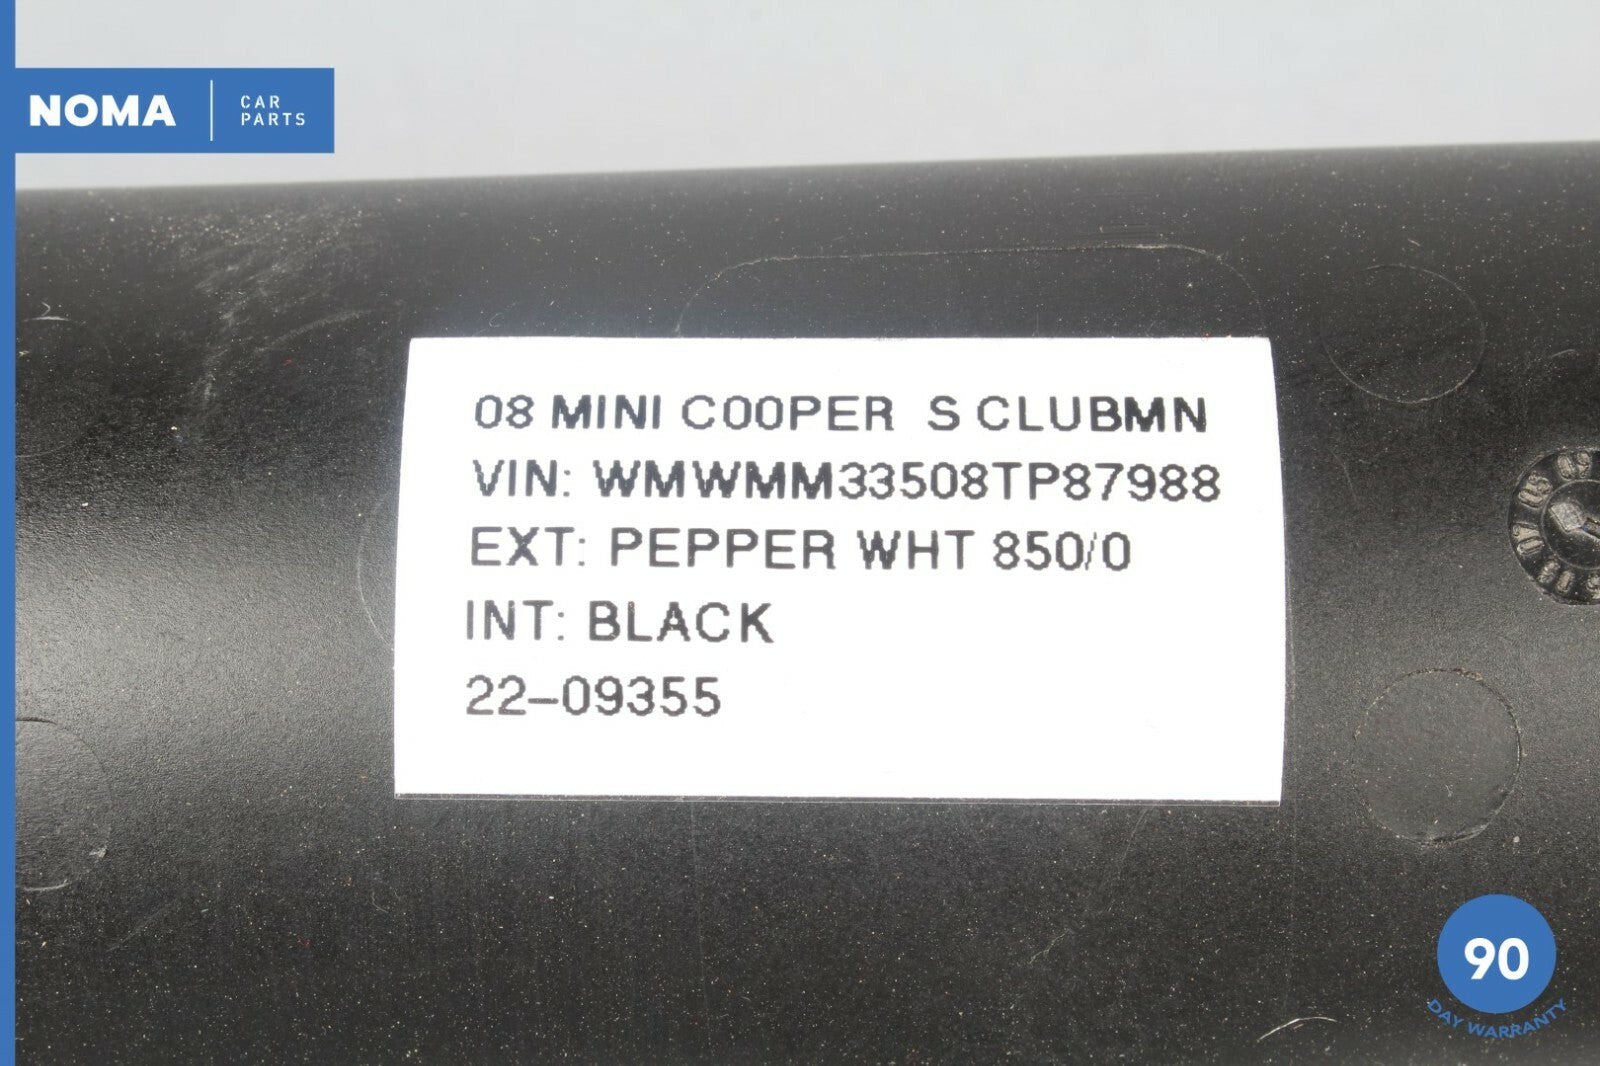 NOMA
CAR
PARTS
08 MINI COOPER S CLUBMN
VIN: WMWMM33508TP87988
EXT: PEPPER WHT 850/0
INT: BLACK
22-09355
90
DAY WARRANTY